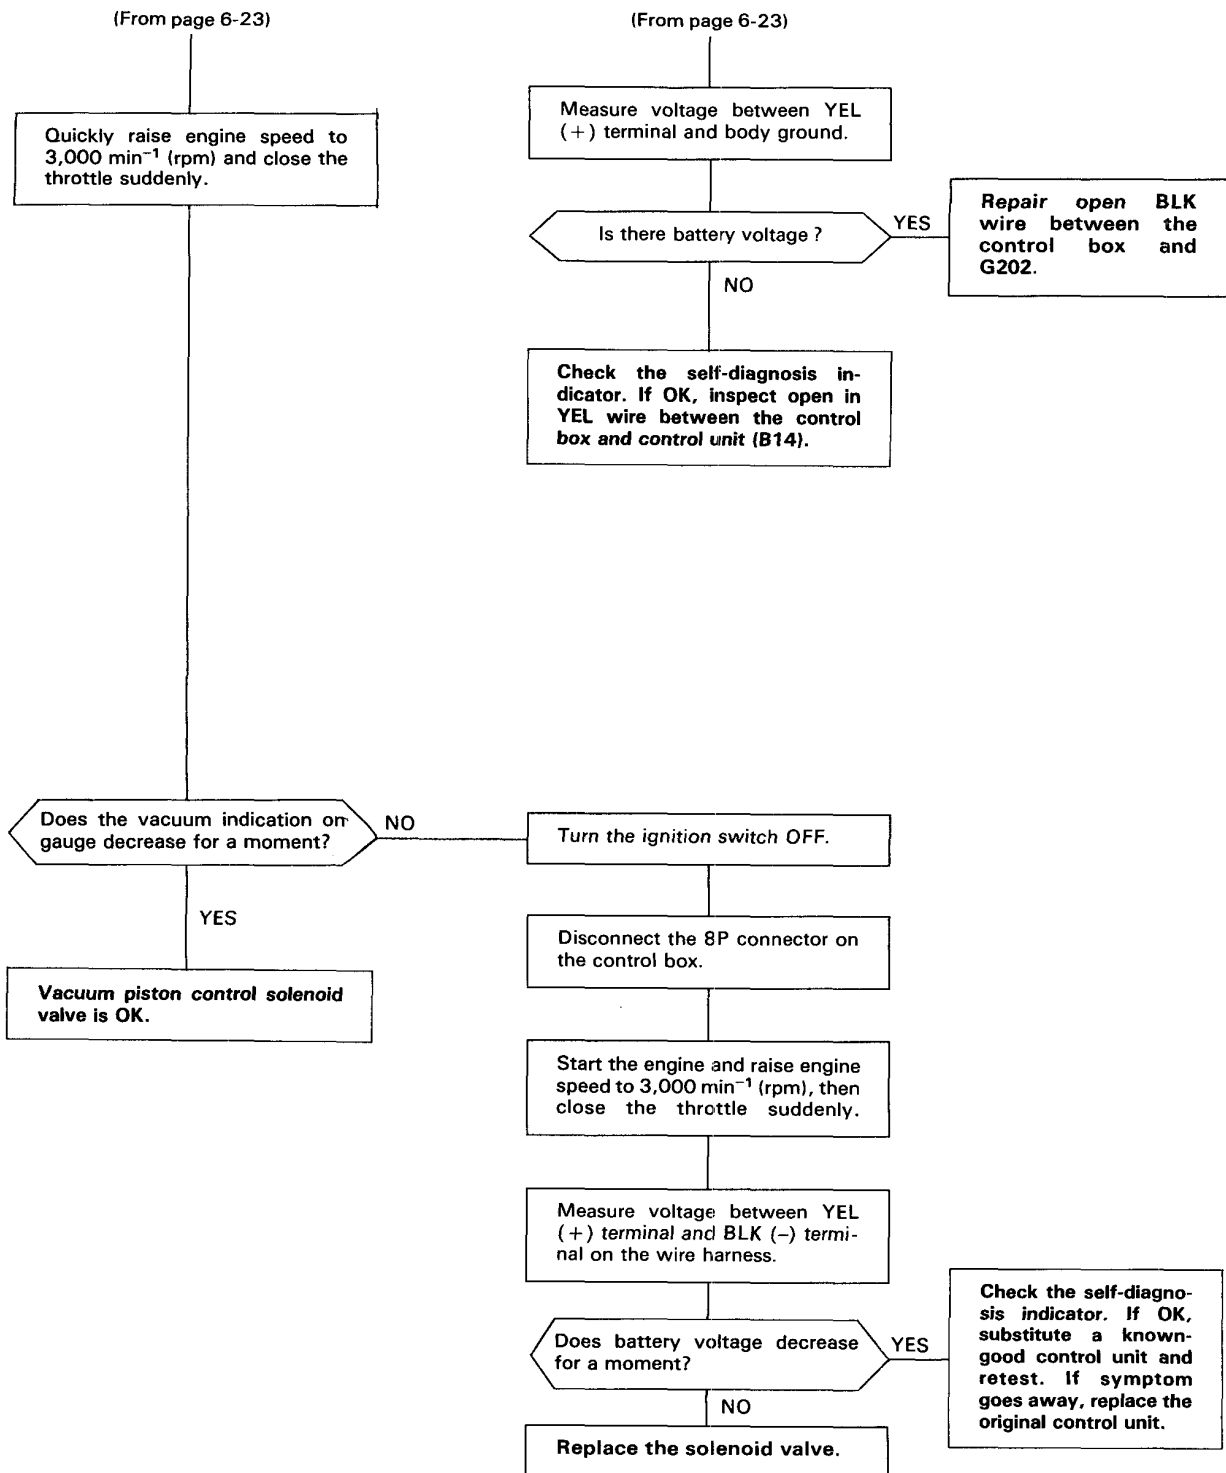 (From page 6-23)
(From page 6-23)
Quickly raise engine speed to
3,000 min⁻¹ (rpm) and close the
throttle suddenly.
Measure voltage between YEL
(+) terminal and body ground.
Is there battery voltage?
YES
Repair open BLK
wire between the
control box and
G202.
NO
Check the self-diagnosis in-
dicator. If OK, inspect open in
YEL wire between the control
box and control unit (B14).
Does the vacuum indication on
gauge decrease for a moment?
NO
Turn the ignition switch OFF.
YES
Vacuum piston control solenoid
valve is OK.
Disconnect the 8P connector on
the control box.
Start the engine and raise engine
speed to 3,000 min⁻¹ (rpm), then
close the throttle suddenly.
Measure voltage between YEL
(+) terminal and BLK (–) termi-
nal on the wire harness.
Does battery voltage decrease
for a moment?
YES
Check the self-diagno-
sis indicator. If OK,
substitute a known-
good control unit and
retest. If symptom
goes away, replace the
original control unit.
NO
Replace the solenoid valve.